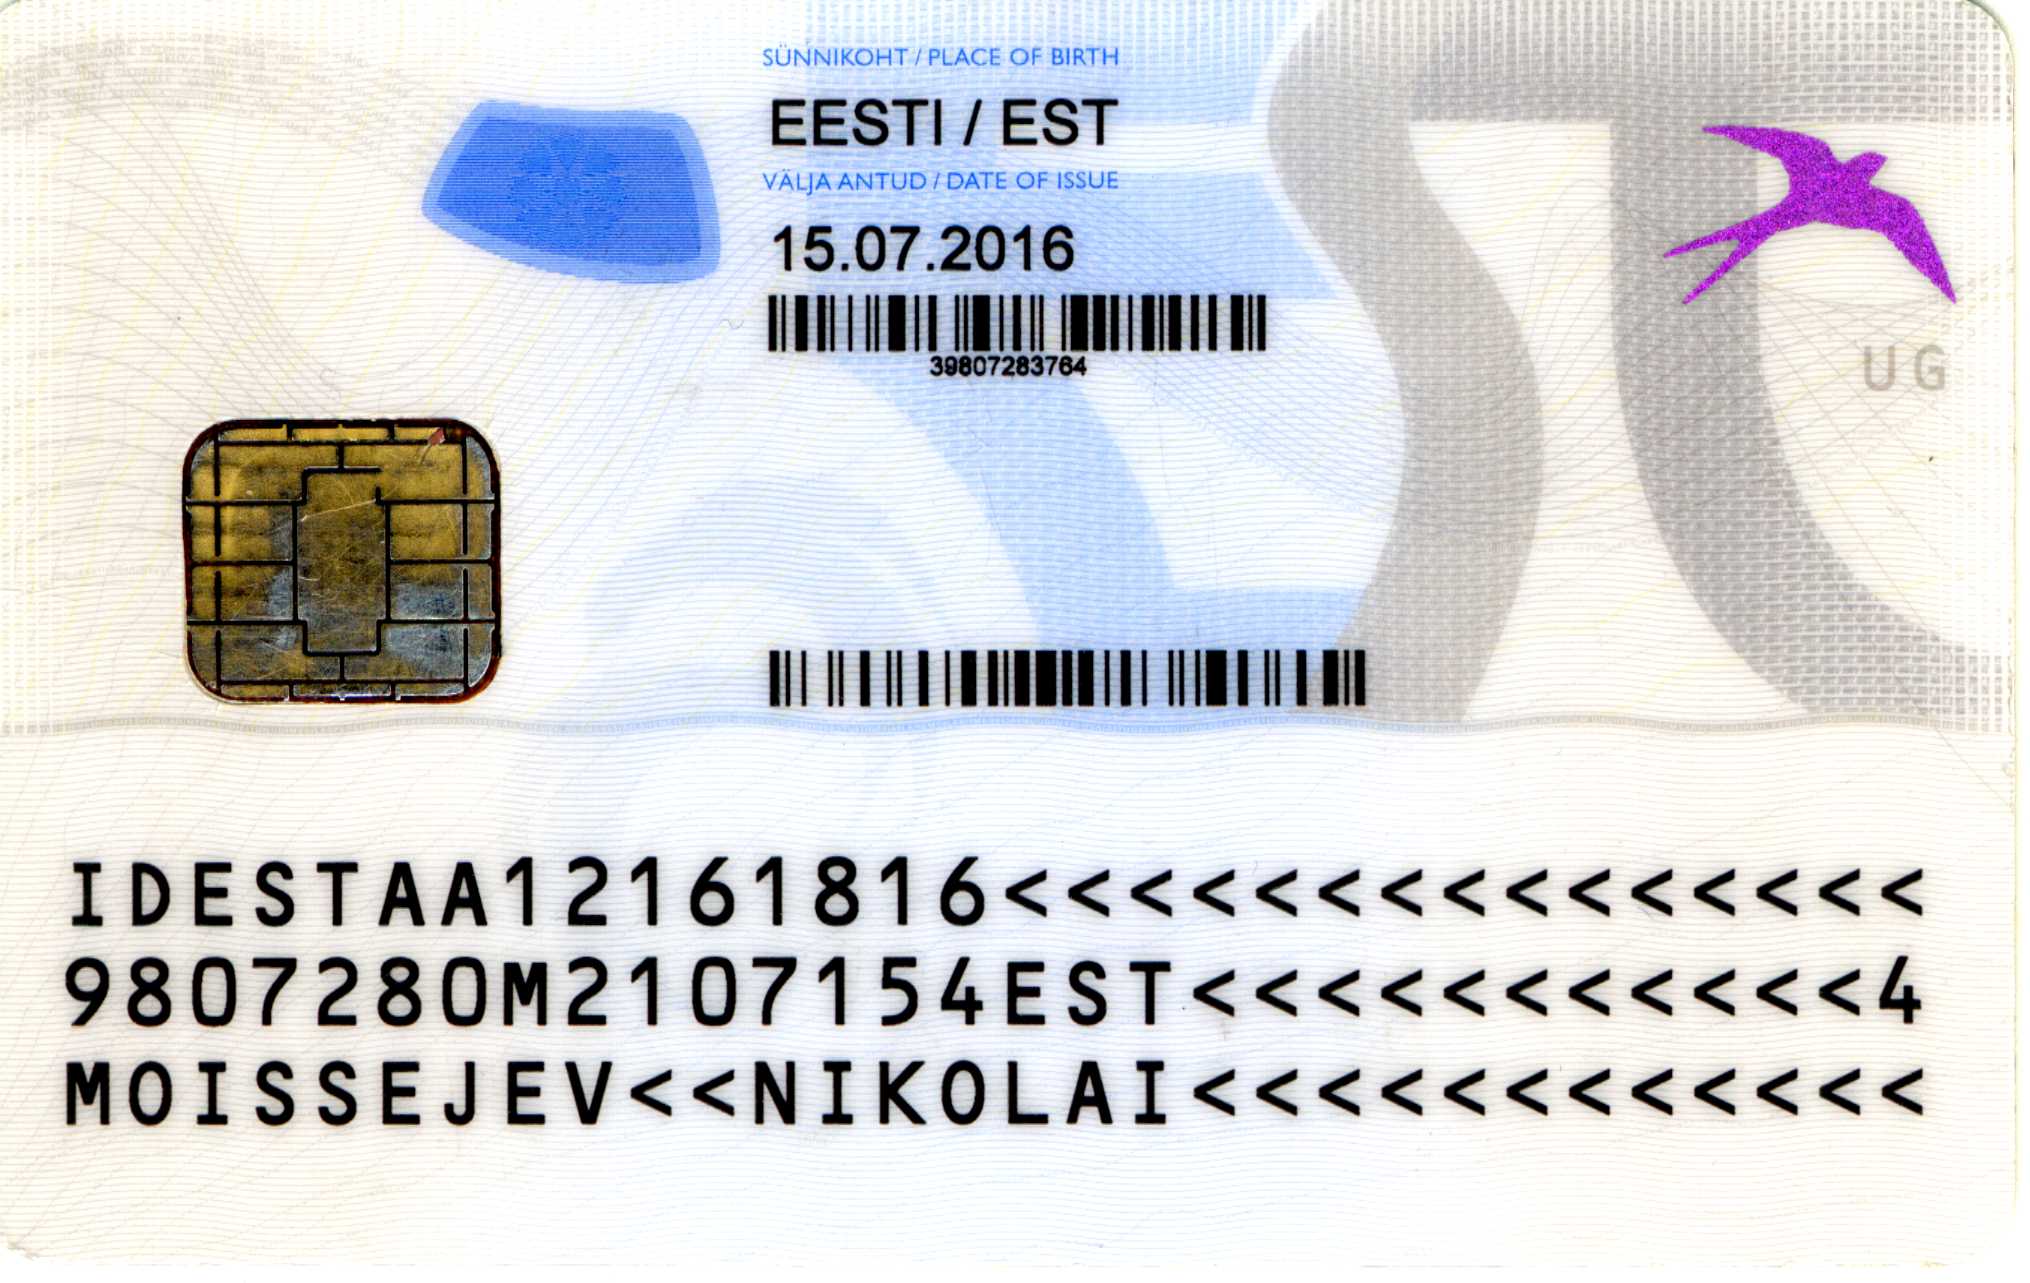 SÜNNIKOHT / PLACE OF BIRTH
EESTI / EST
VÄLJA ANTUD / DATE OF ISSUE
15.07.2016
39807283764
UG
IDESTAA12161816<<<<<<<<<<<<<<<
9807280M2107154EST<<<<<<<<<<<4
MOISSEJEV<<NIKOLAI<<<<<<<<<<<<